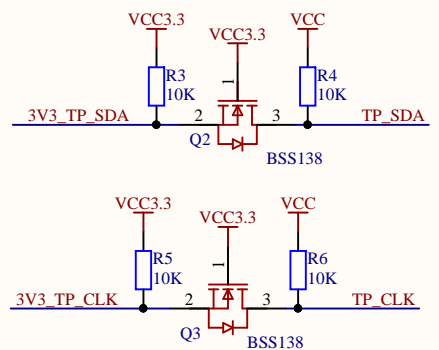 VCC3.3
VCC3.3
VCC
R3
10K
1
R4
10K
3V3_TP_SDA
2
3
TP_SDA
Q2
BSS138
VCC3.3
VCC3.3
VCC
R5
10K
1
R6
10K
3V3_TP_CLK
2
3
TP_CLK
Q3
BSS138